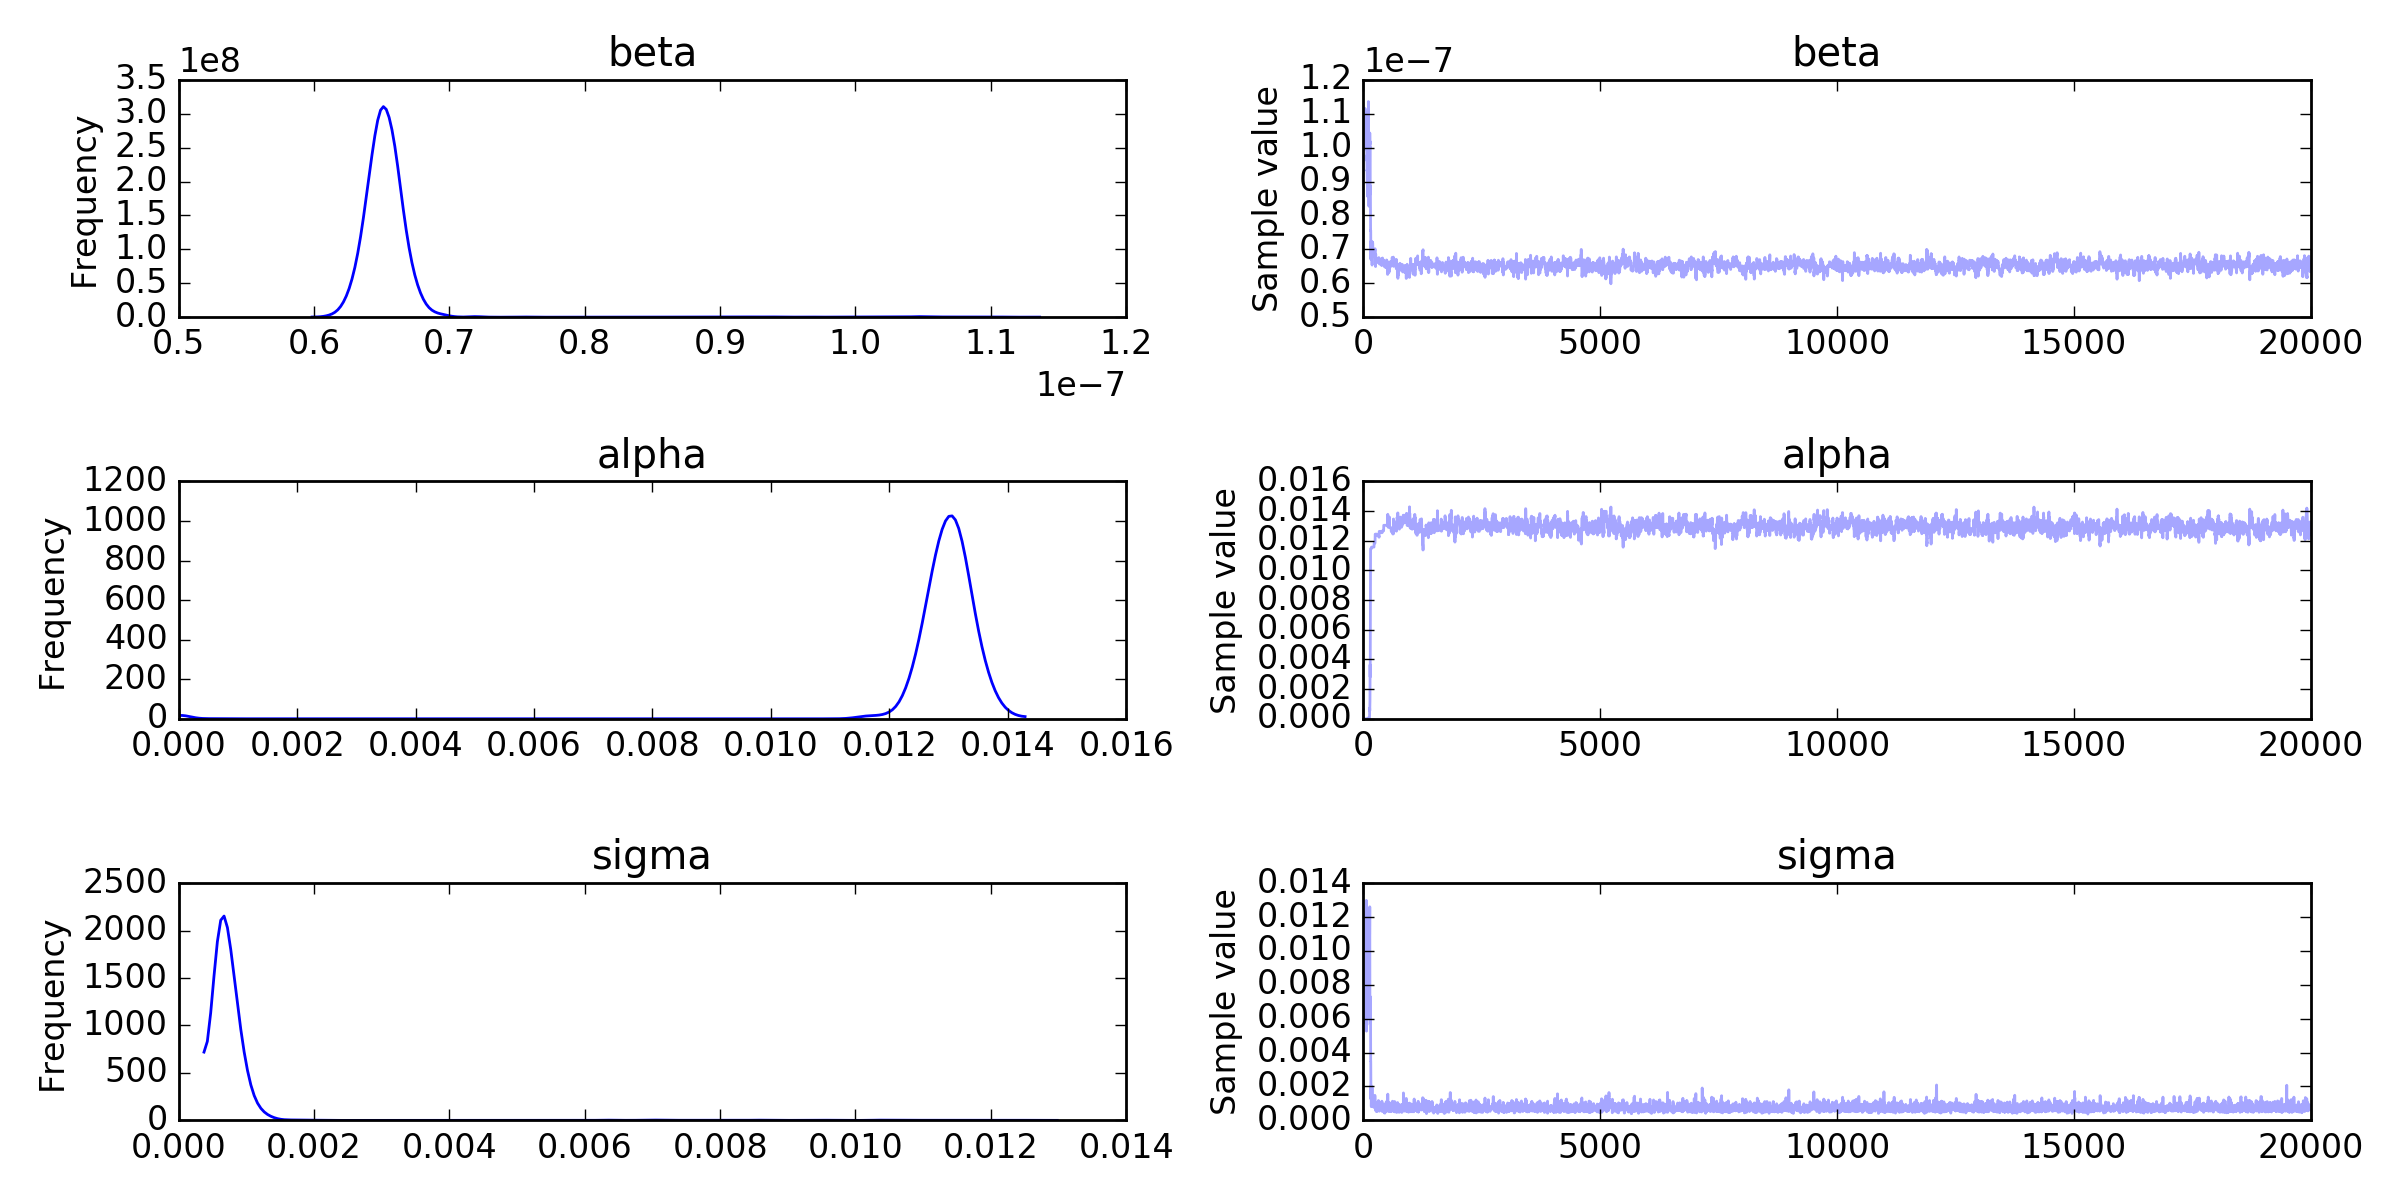 beta
1e8
Frequency
3.5
3.0
2.5
2.0
1.5
1.0
0.5
0.0
0.5 0.6 0.7 0.8 0.9 1.0 1.1 1.2
1e−7
beta
1e−7
Sample value
1.2
1.1
1.0
0.9
0.8
0.7
0.6
0.5
0 5000 10000 15000 20000
alpha
Frequency
1200
1000
800
600
400
200
0
0.000 0.002 0.004 0.006 0.008 0.010 0.012 0.014 0.016
alpha
Sample value
0.016
0.014
0.012
0.010
0.008
0.006
0.004
0.002
0.000
0 5000 10000 15000 20000
sigma
Frequency
2500
2000
1500
1000
500
0
0.000 0.002 0.004 0.006 0.008 0.010 0.012 0.014
sigma
Sample value
0.014
0.012
0.010
0.008
0.006
0.004
0.002
0.000
0 5000 10000 15000 20000